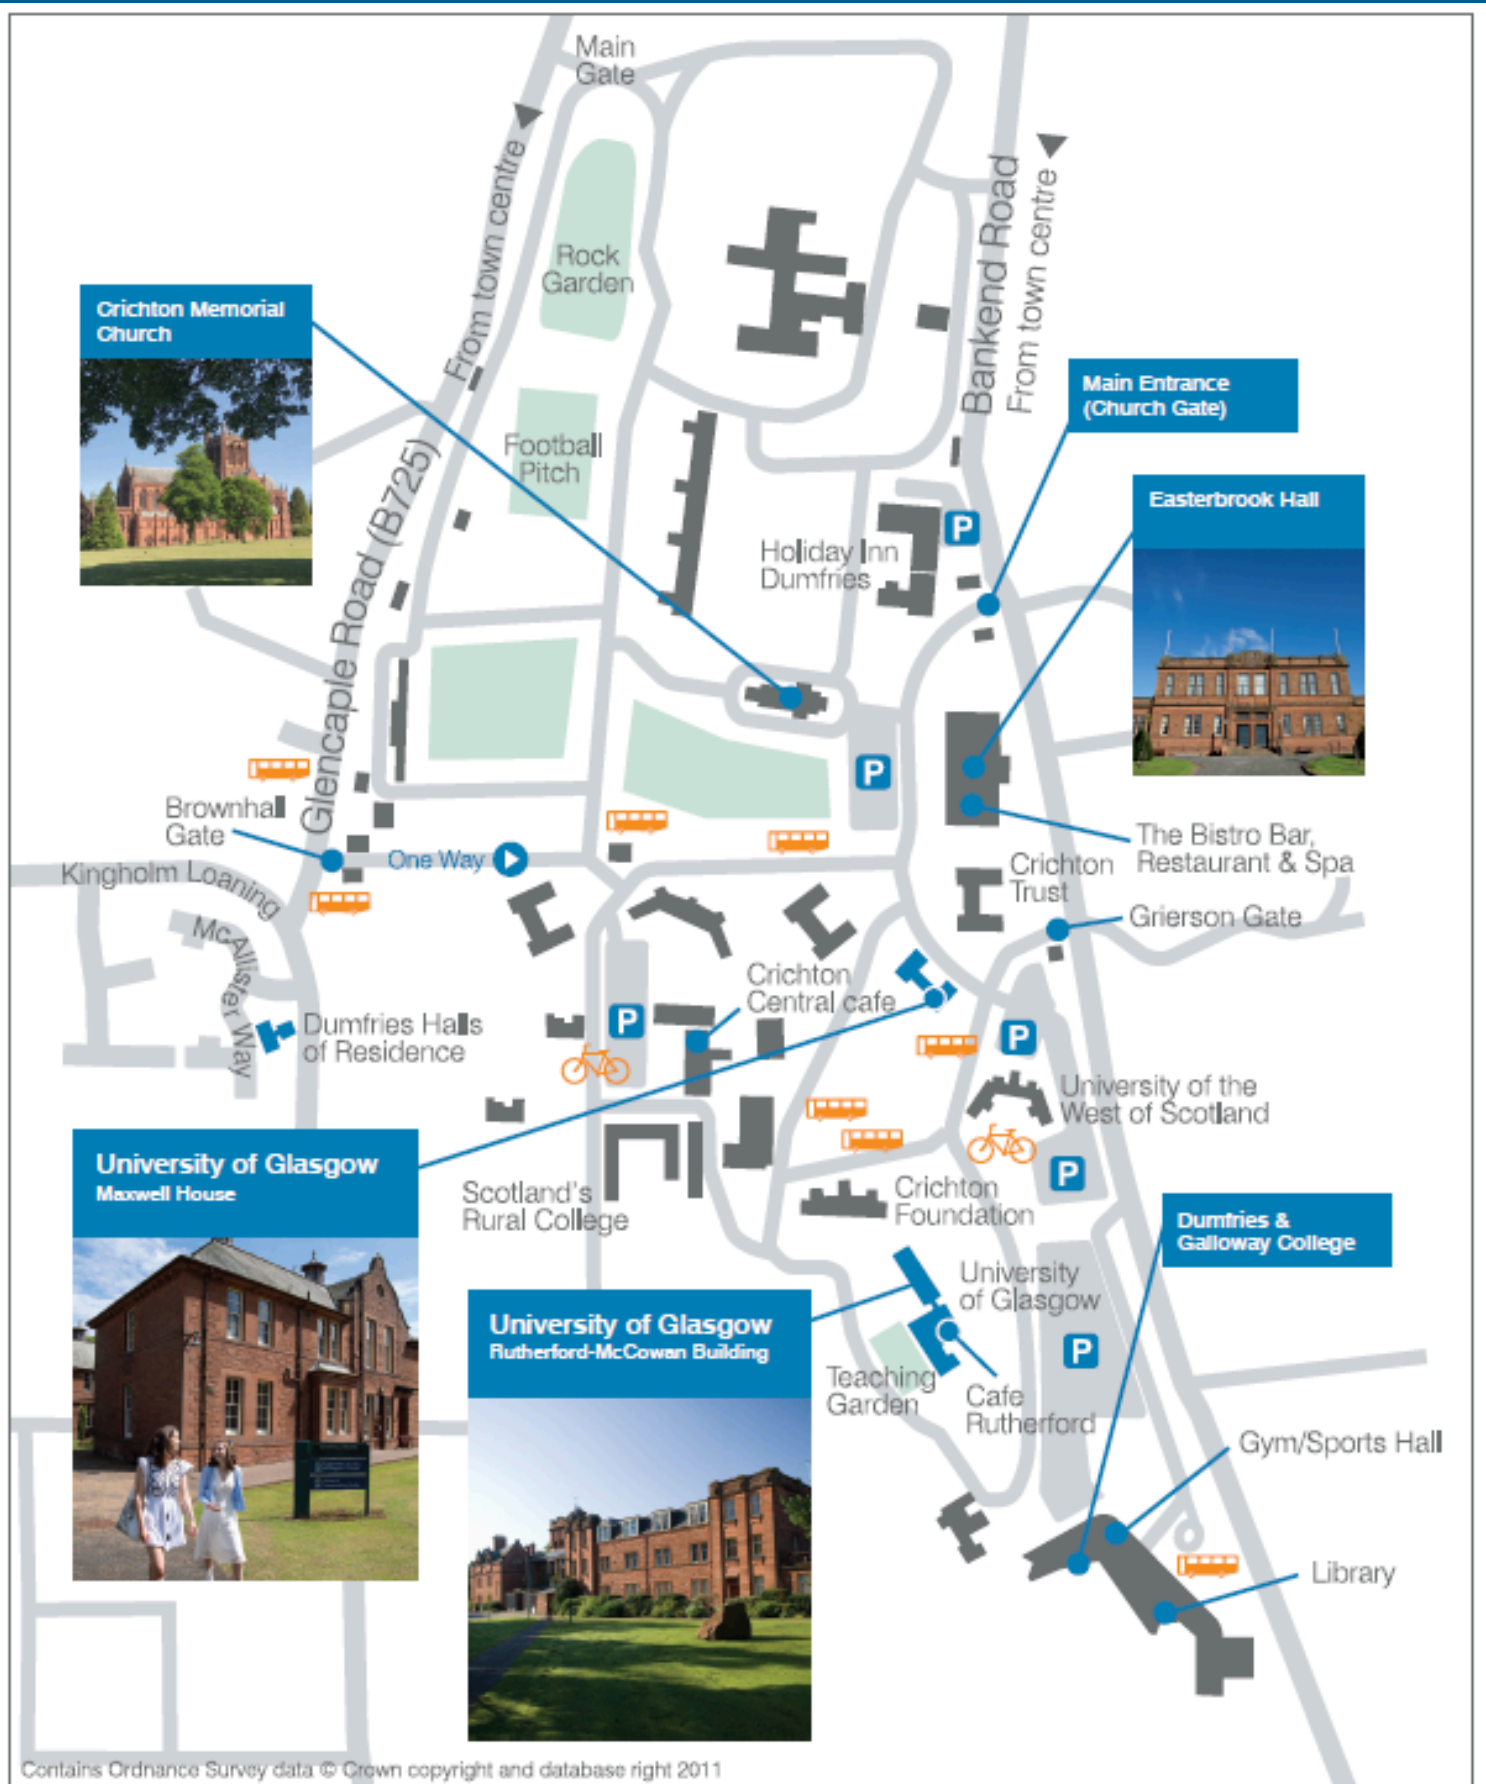 Main
Gate
From town centre
Rock
Garden
Bankend Road
From town centre
Crichton Memorial
Church
Main Entrance
(Church Gate)
Football
Pitch
Glencaple Road (B725)
Easterbrook Hall
P
Holiday Inn
Dumfries
P
Brownhall
Gate
One Way
The Bistro Bar,
Restaurant & Spa
Crichton
Trust
Kingholm Loaning
Grierson Gate
McAllister Way
Crichton
Central cafe
Dumfries Halls
of Residence
P
P
University of the
West of Scotland
University of Glasgow
Maxwell House
P
Scotland's
Rural College
Crichton
Foundation
Dumfries &
Galloway College
University
of Glasgow
University of Glasgow
Rutherford-McCowan Building
P
Teaching
Garden
Cafe
Rutherford
Gym/Sports Hall
Library
Contains Ordnance Survey data © Crown copyright and database right 2011